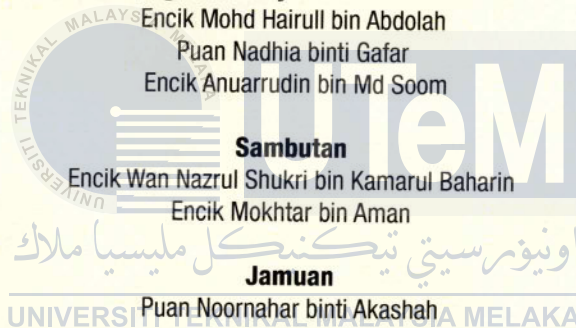 Encik Mohd Hairull bin Abdolah
Puan Nadhia binti Gafar
Encik Anuarrudin bin Md Soom
Sambutan
Encik Wan Nazrul Shukri bin Kamarul Baharin
Encik Mokhtar bin Aman
Jamuan
Puan Noornahar binti Akashah
UTeM
اونيۏرسيتي تيكنيكل مليسيا ملاك
UNIVERSITI TEKNIKAL MALAYSIA MELAKA